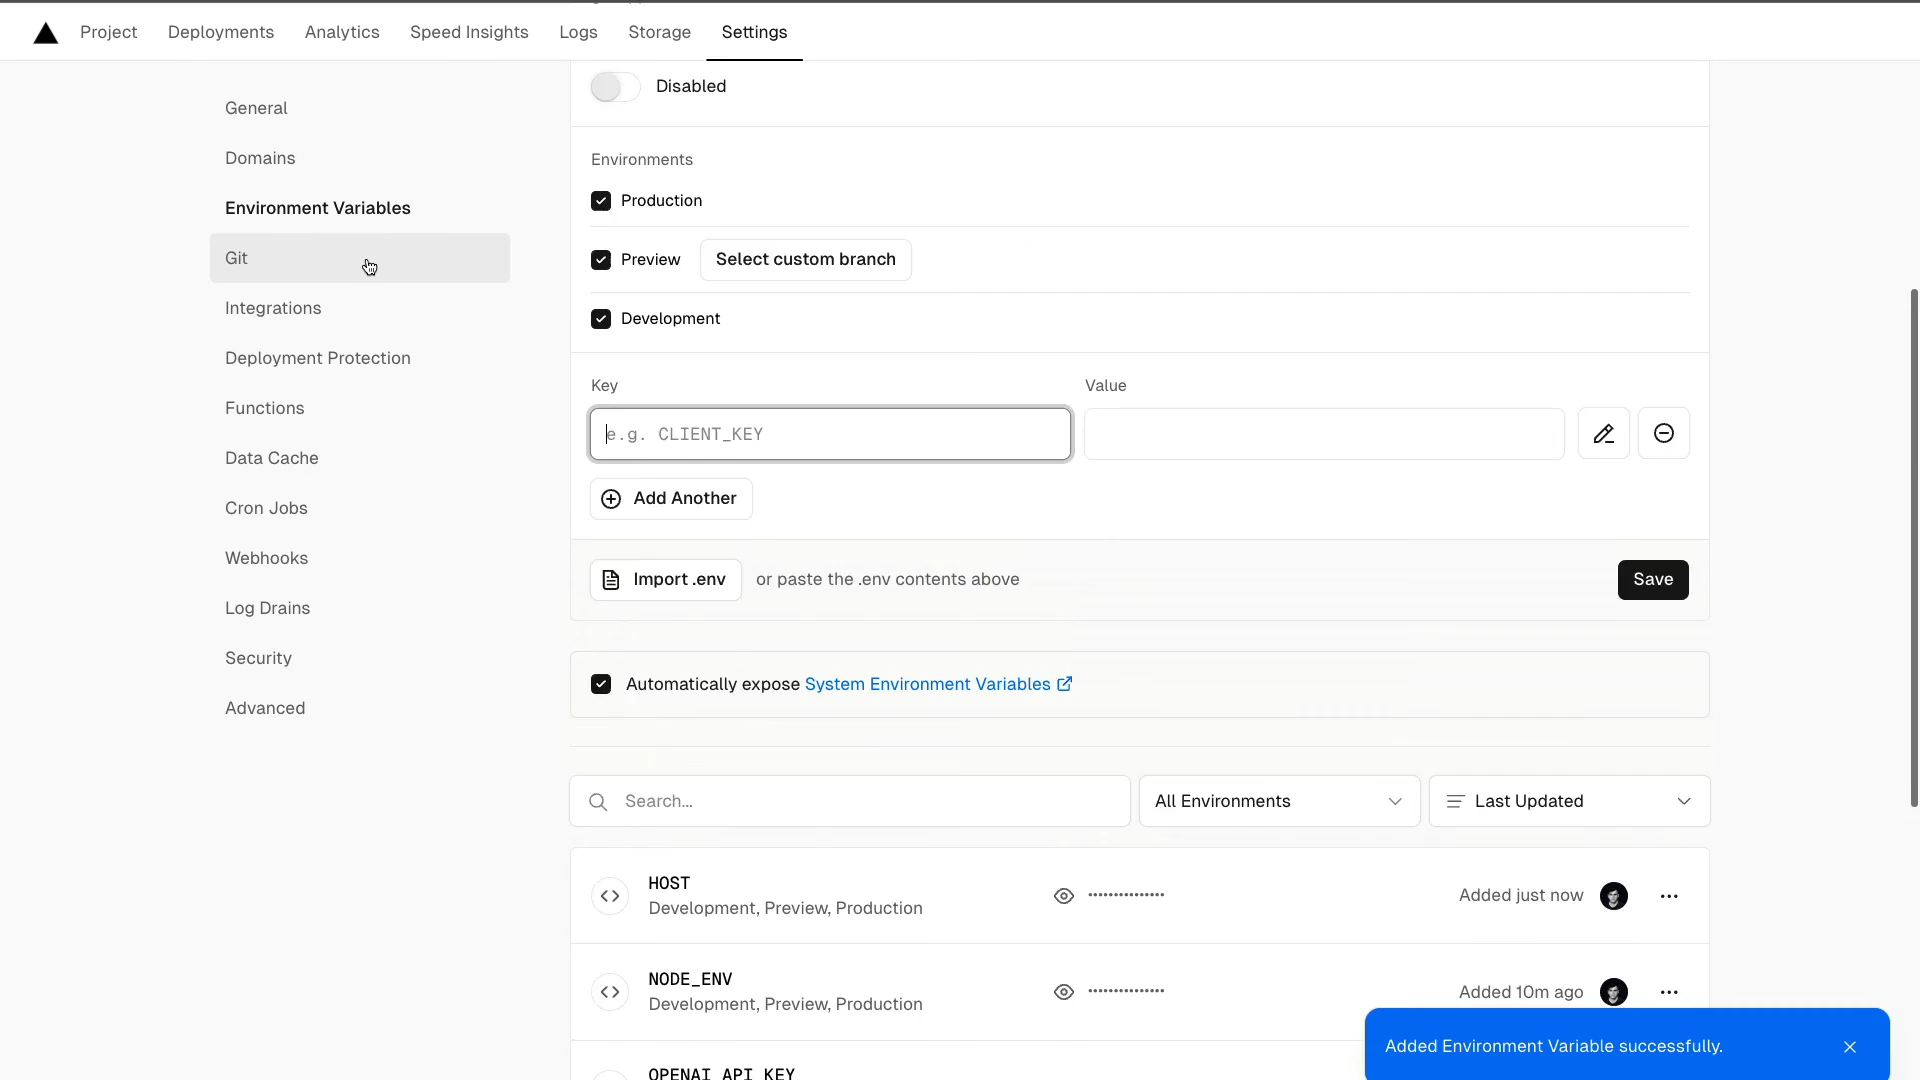 Project
Deployments
Analytics
Speed Insights
Logs
Storage
Settings
General
Domains
Environment Variables
Git
Integrations
Deployment Protection
Functions
Data Cache
Cron Jobs
Webhooks
Log Drains
Security
Advanced
Disabled
Environments
Production
Preview
Select custom branch
Development
Key
Value
e.g. CLIENT_KEY
Add Another
Import .env
or paste the .env contents above
Save
Automatically expose System Environment Variables
Search...
All Environments
Last Updated
HOST
Development, Preview, Production
Added just now
NODE_ENV
Development, Preview, Production
Added 10m ago
OPENAI_API_KEY
Added Environment Variable successfully.